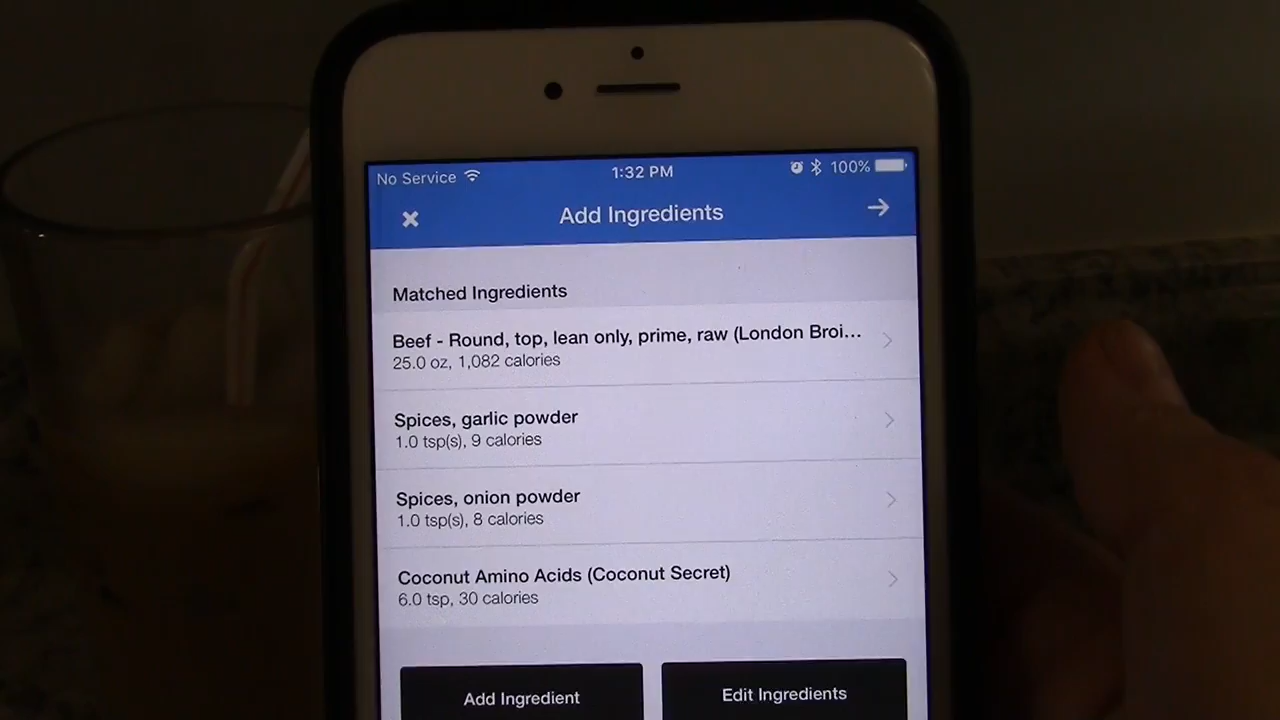 No Service 1:32 PM 100%
Add Ingredients
Matched Ingredients
Beef - Round, top, lean only, prime, raw (London Broi...
25.0 oz, 1,082 calories
Spices, garlic powder
1.0 tsp(s), 9 calories
Spices, onion powder
1.0 tsp(s), 8 calories
Coconut Amino Acids (Coconut Secret)
6.0 tsp, 30 calories
Add Ingredient Edit Ingredients